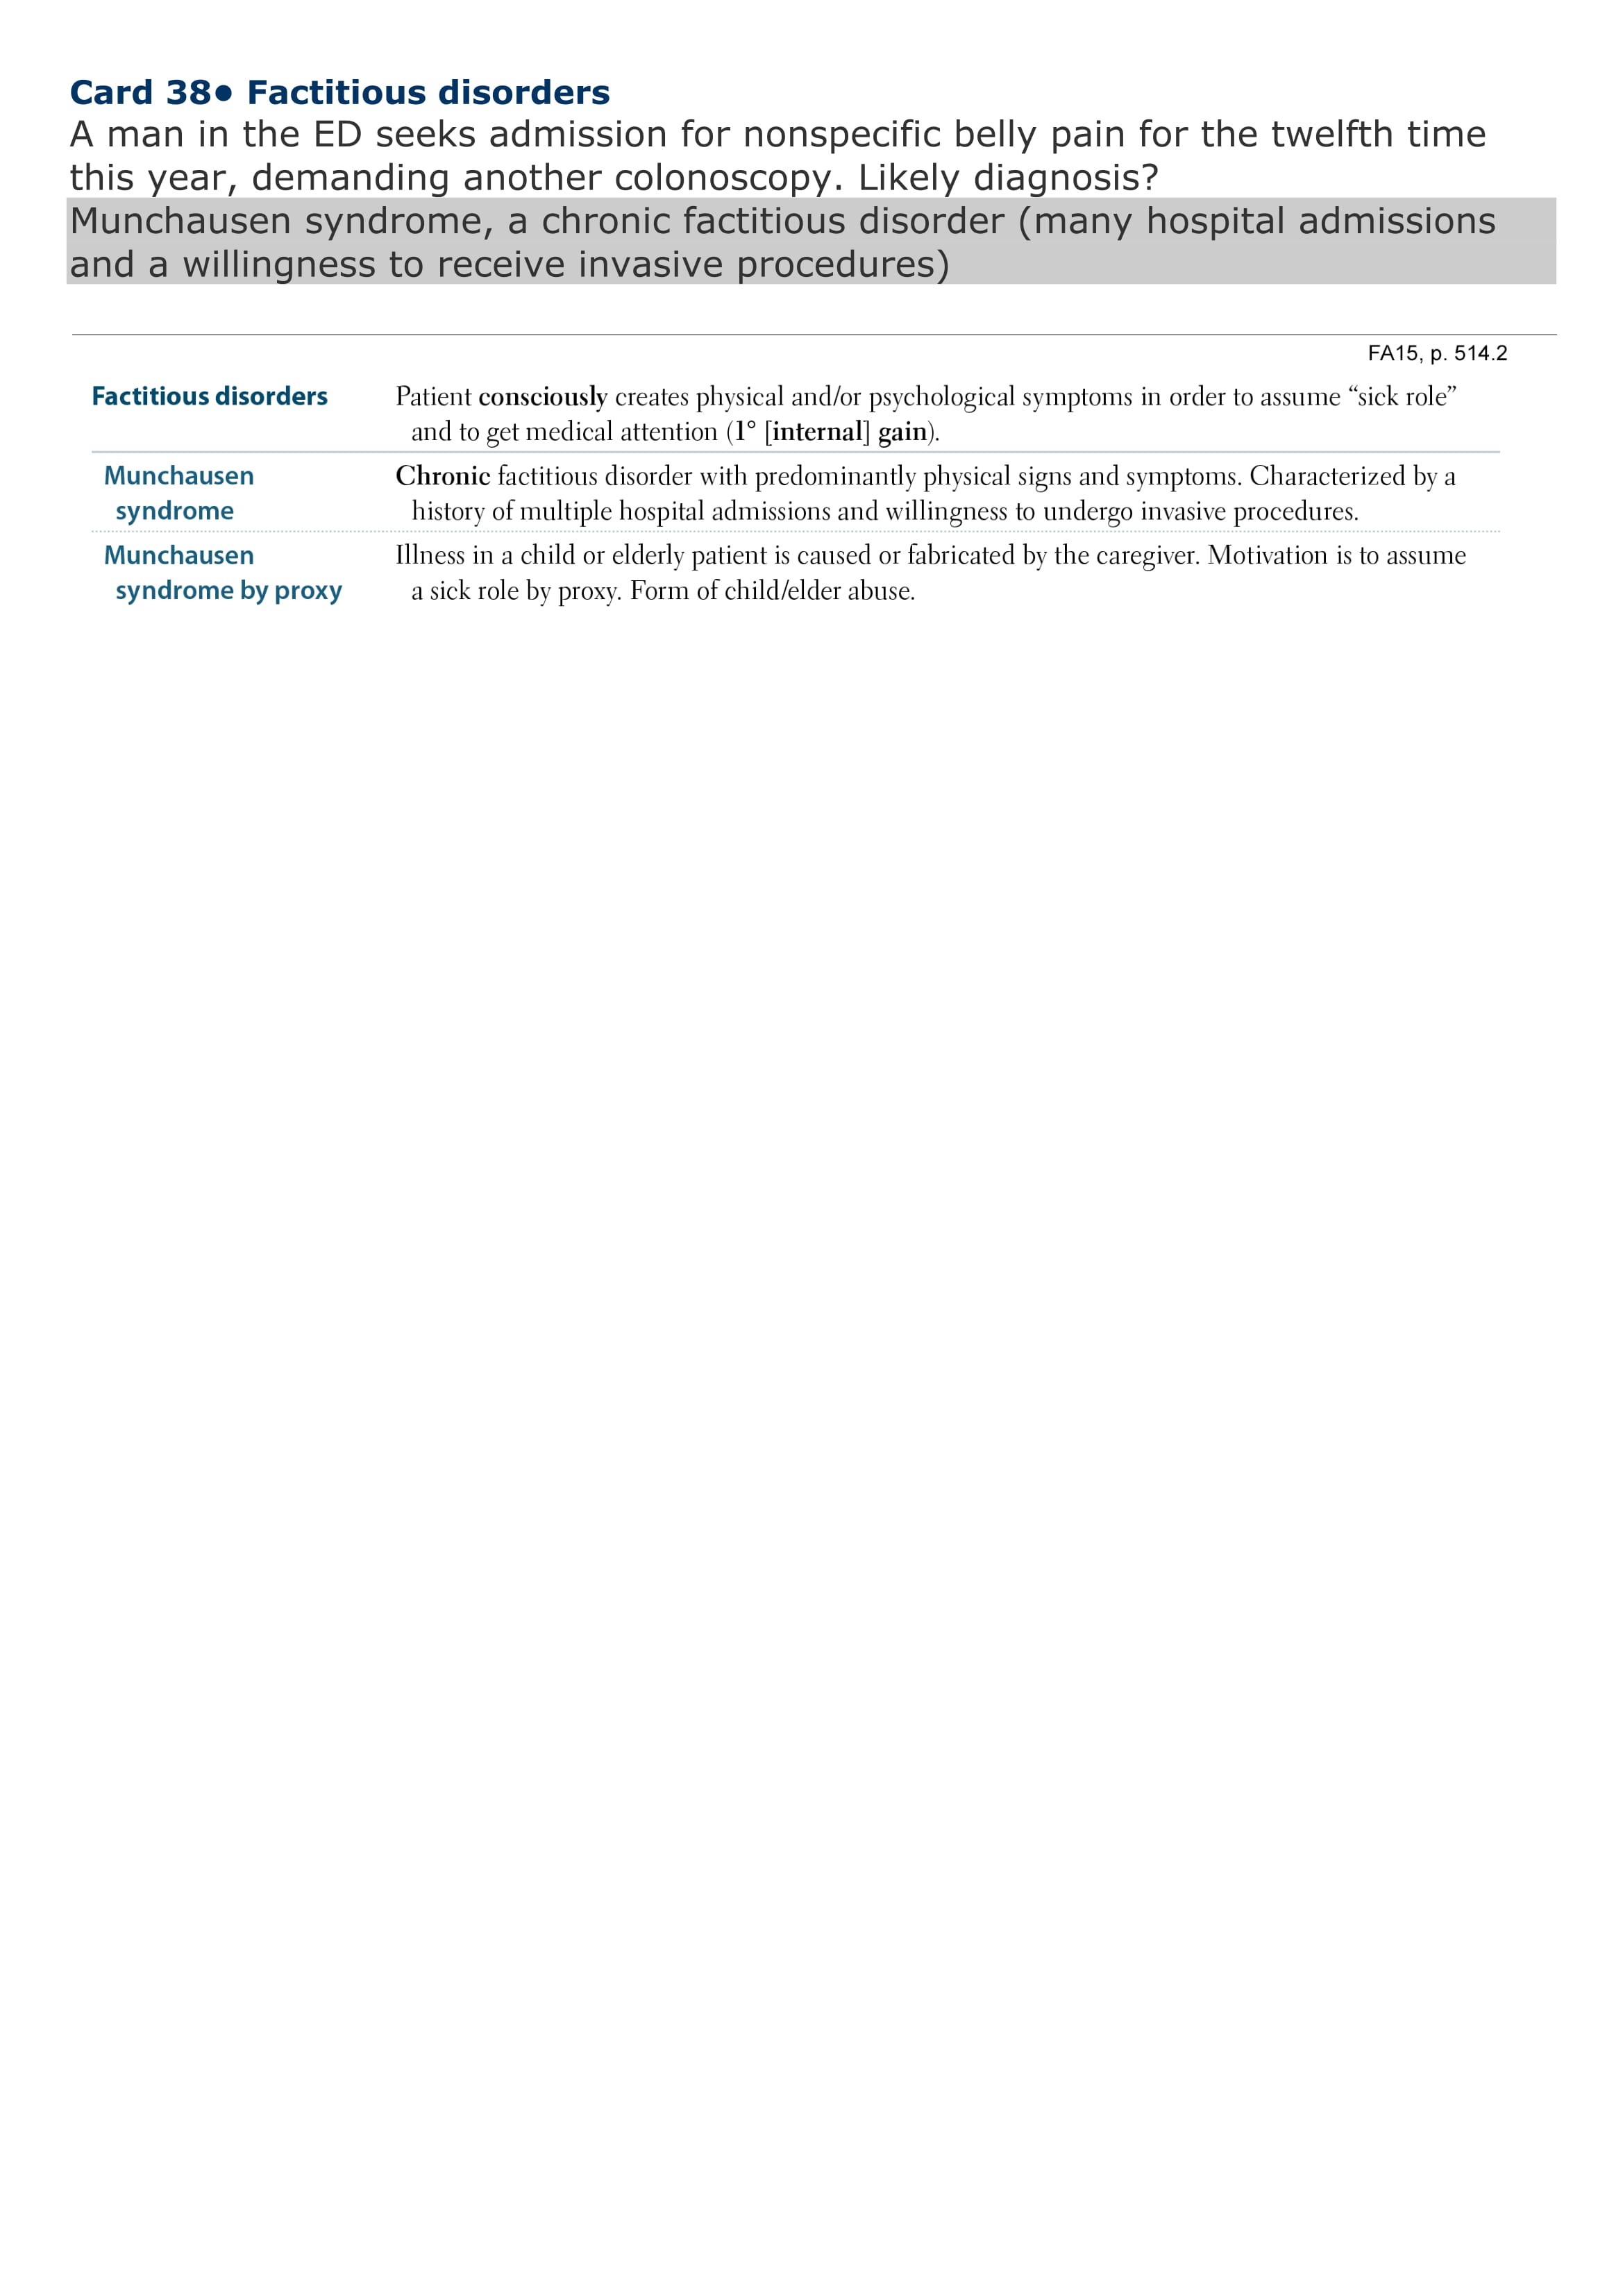 Card 38● Factitious disorders
A man in the ED seeks admission for nonspecific belly pain for the twelfth time
this year, demanding another colonoscopy. Likely diagnosis?
Munchausen syndrome, a chronic factitious disorder (many hospital admissions
and a willingness to receive invasive procedures)
FA15, p. 514.2
Factitious disorders Patient consciously creates physical and/or psychological symptoms in order to assume “sick role”
and to get medical attention (1° [internal] gain).
Munchausen Chronic factitious disorder with predominantly physical signs and symptoms. Characterized by a
syndrome history of multiple hospital admissions and willingness to undergo invasive procedures.
Munchausen Illness in a child or elderly patient is caused or fabricated by the caregiver. Motivation is to assume
syndrome by proxy a sick role by proxy. Form of child/elder abuse.